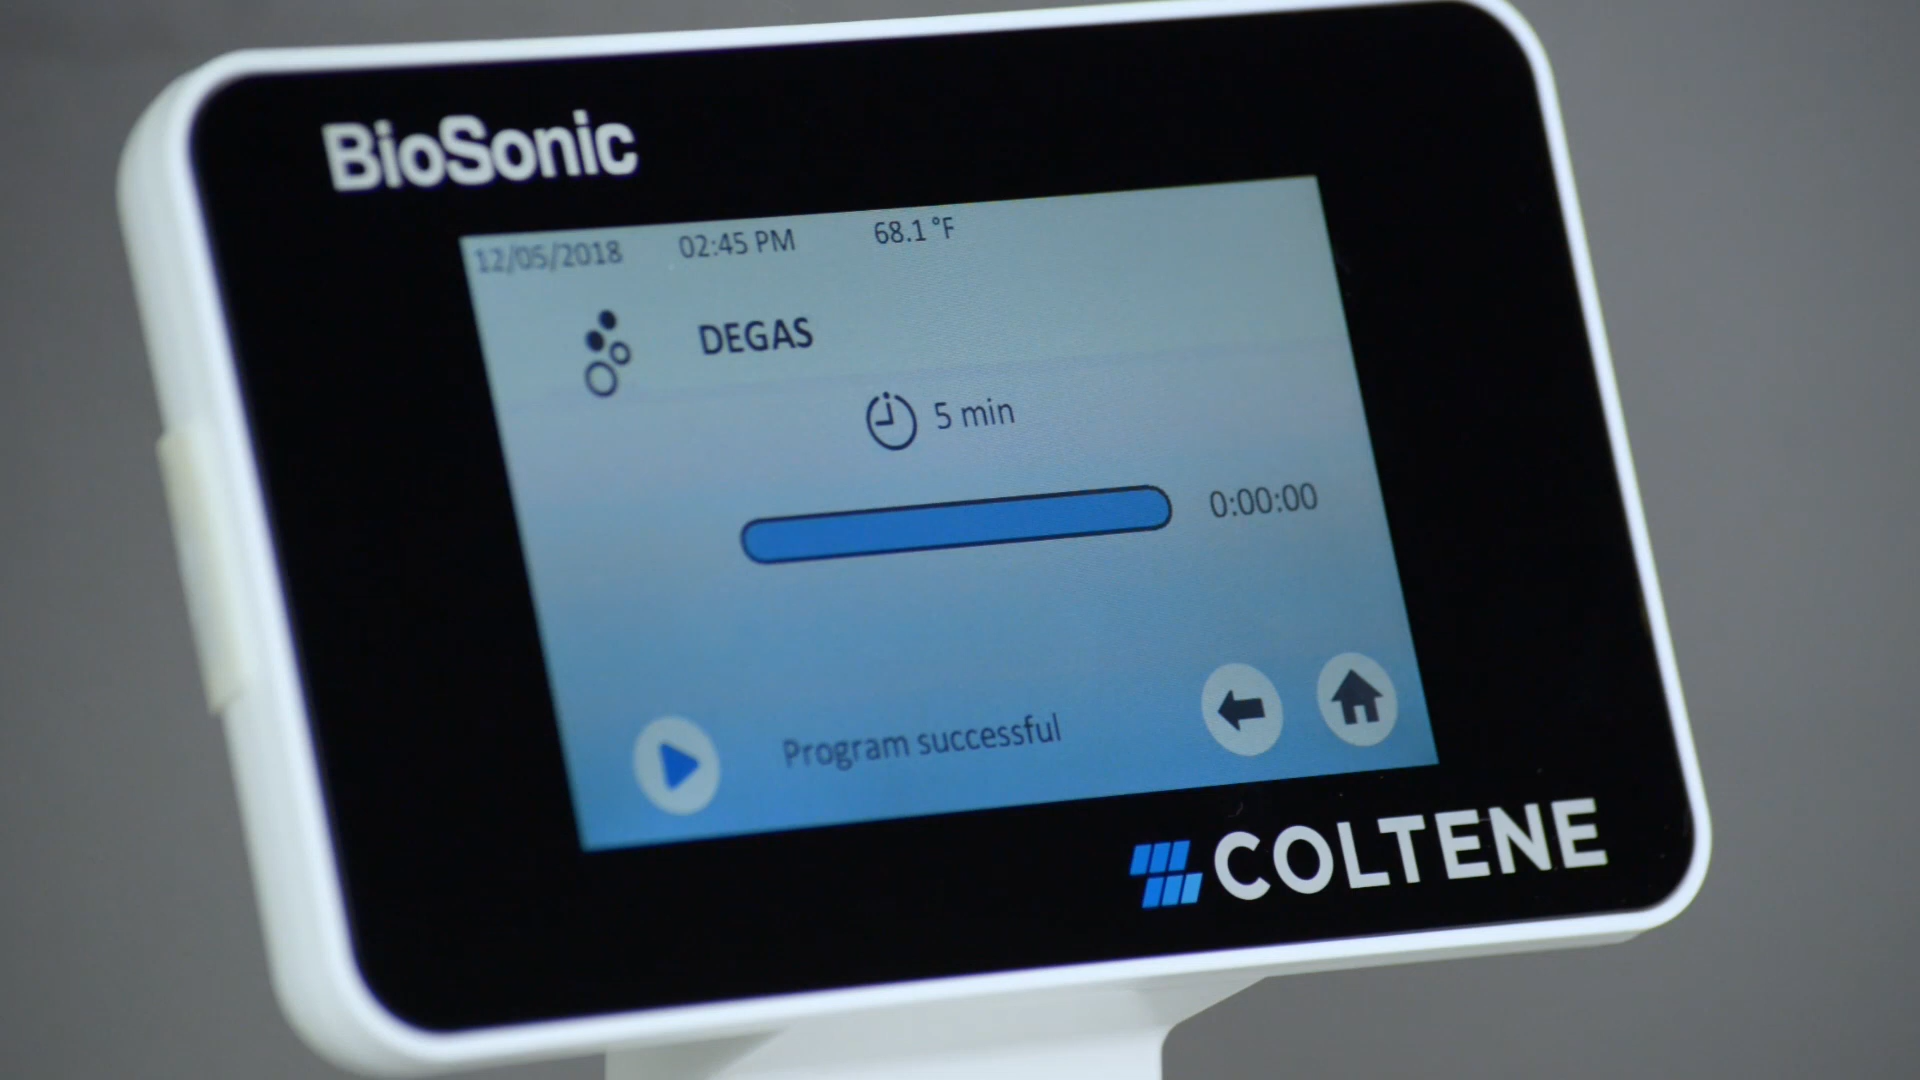 BioSonic
12/05/2018 02:45 PM 68.1 °F
DEGAS
5 min
0:00:00
Program successful
COLTENE